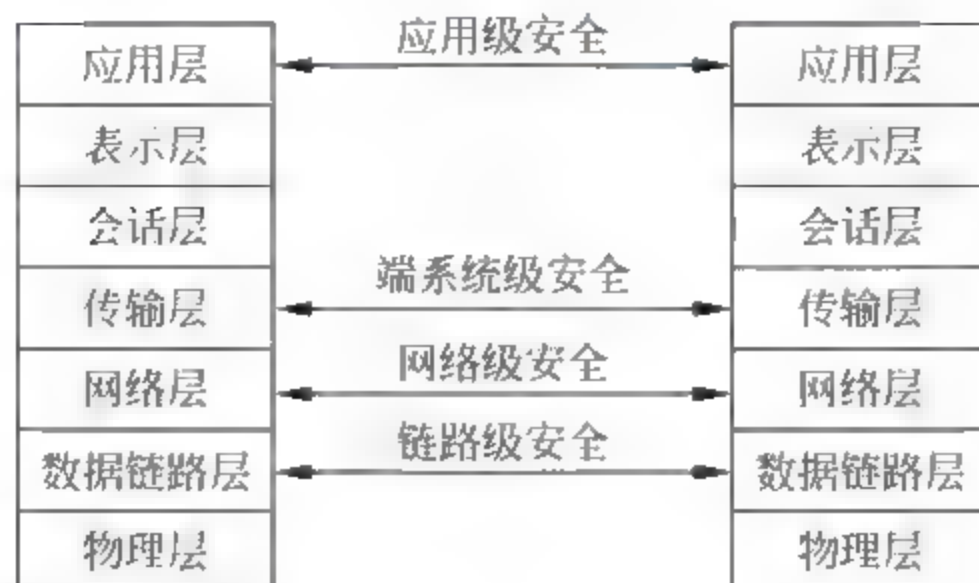 应用级安全
应用层 应用层
表示层 表示层
会话层 会话层
端系统级安全
传输层 传输层
网络级安全
网络层 网络层
链路级安全
数据链路层 数据链路层
物理层 物理层